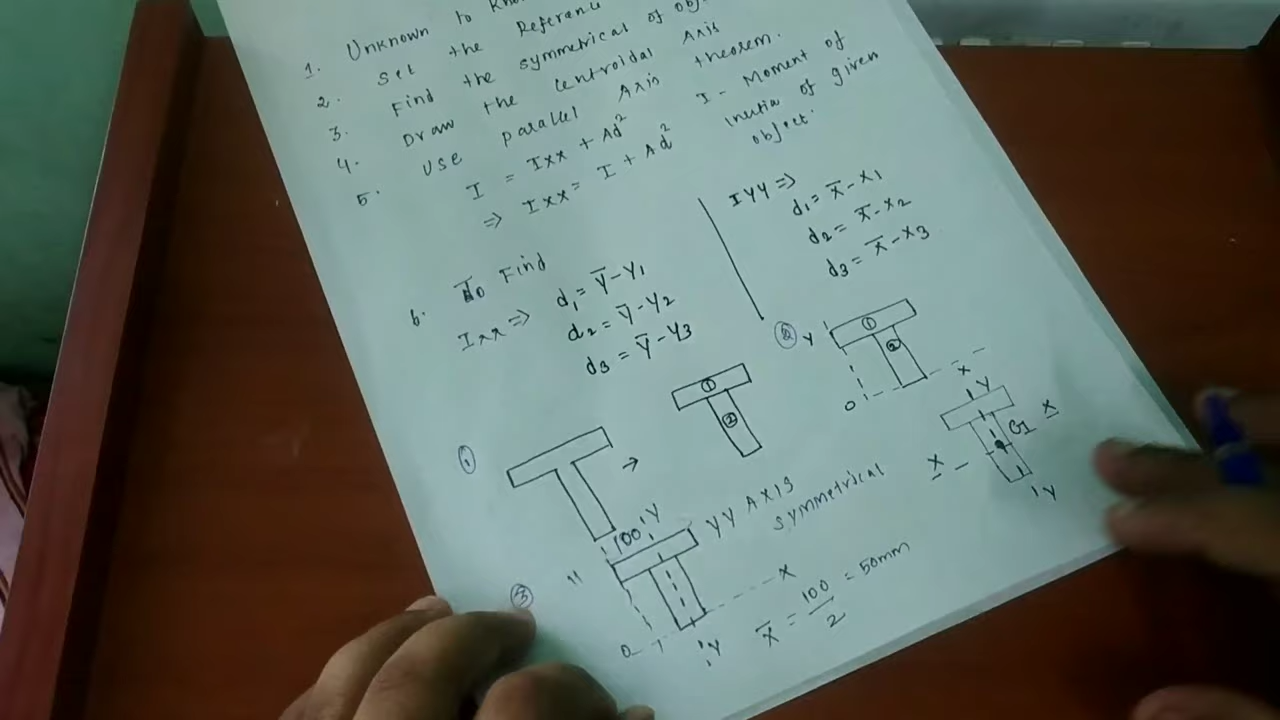 1. Unknown to
2. Set the Reference
3. Find the symmetrical of
4. Draw the centroidal Axis
5. Use parallel Axis theorem.
I = Ixx + Ad²
⇒ Ixx = I + Ad²
I - Moment of
inertia of given
object.
6. To Find
Ixx ⇒ d₁ = ȳ - y₁
d₂ = ȳ - y₂
d₃ = ȳ - y₃
IYY ⇒
d₁ = x̄ - x₁
d₂ = x̄ - x₂
d₃ = x̄ - x₃
① →
① ②
② Y ① ②
O X
Y
X G1 X
Y
③ 100 Y
YY AXIS
symmetrical
O X
Y
x̄ = 100/2 = 50mm